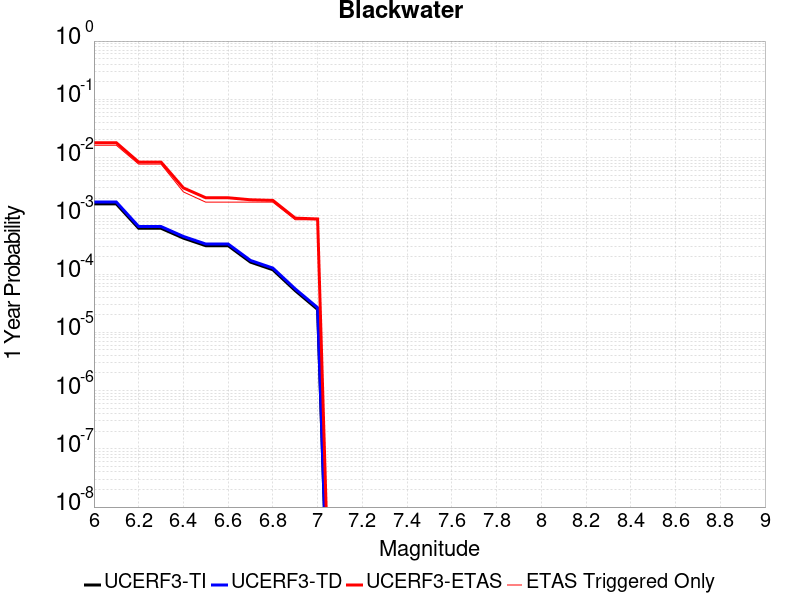 Blackwater
10^0
10^-1
10^-2
10^-3
10^-4
10^-5
10^-6
10^-7
10^-8
1 Year Probability
6 6.2 6.4 6.6 6.8 7 7.2 7.4 7.6 7.8 8 8.2 8.4 8.6 8.8 9
Magnitude
UCERF3-TI UCERF3-TD UCERF3-ETAS ETAS Triggered Only